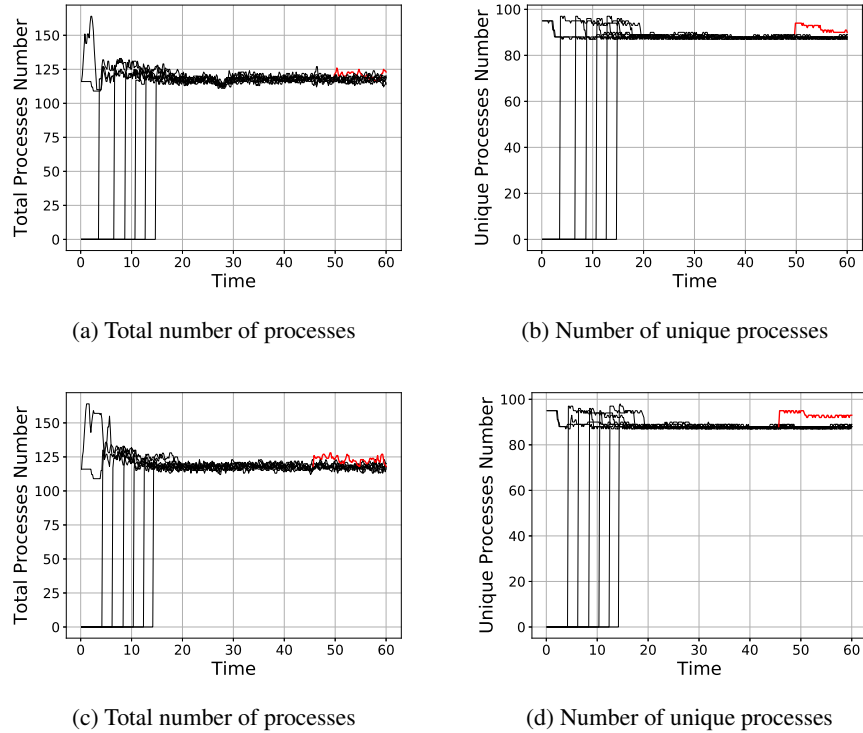 150
125
100
75
50
25
0
Total Processes Number
0 10 20 30 40 50 60
Time
(a) Total number of processes
100
80
60
40
20
0
Unique Processes Number
0 10 20 30 40 50 60
Time
(b) Number of unique processes
150
125
100
75
50
25
0
Total Processes Number
0 10 20 30 40 50 60
Time
(c) Total number of processes
100
80
60
40
20
0
Unique Processes Number
0 10 20 30 40 50 60
Time
(d) Number of unique processes